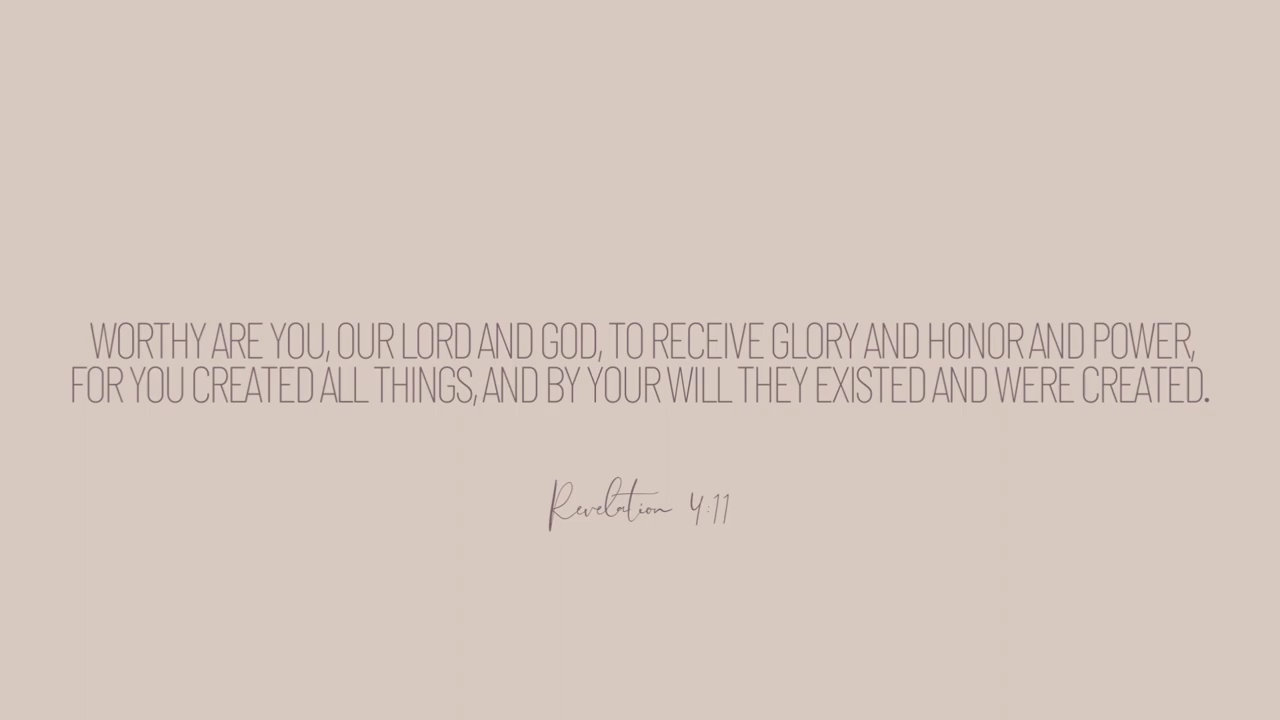 WORTHY ARE YOU, OUR LORD AND GOD, TO RECEIVE GLORY AND HONOR AND POWER,
FOR YOU CREATED ALL THINGS, AND BY YOUR WILL THEY EXISTED AND WERE CREATED.
Revelation 4:11